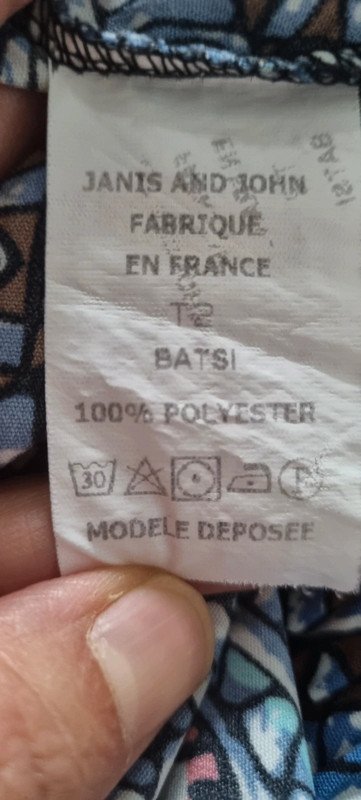 JANIS AND JOHN
FABRIQUE
EN FRANCE
T2
BATSI
100% POLYESTER
30 P
MODELE DEPOSEE